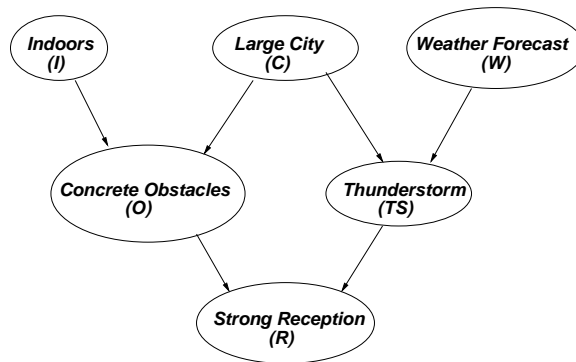 Indoors
(I)
Large City
(C)
Weather Forecast
(W)
Concrete Obstacles
(O)
Thunderstorm
(TS)
Strong Reception
(R)